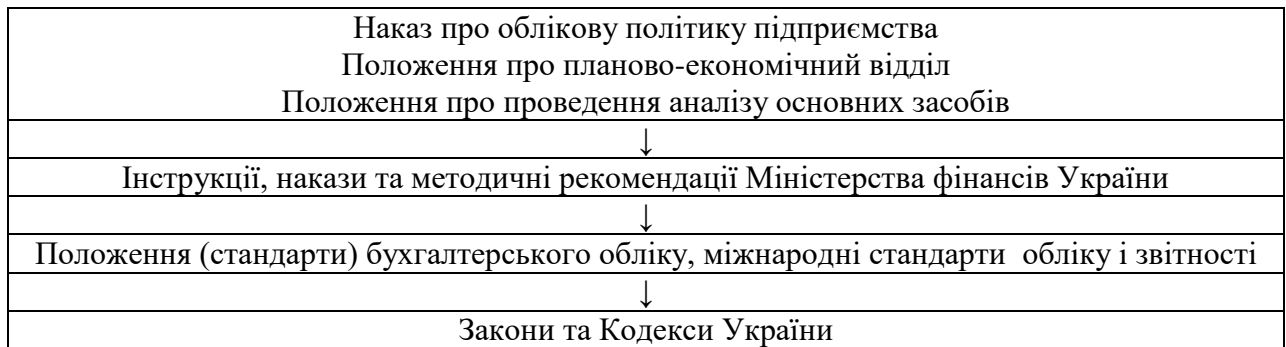 Наказ про облікову політику підприємства
Положення про планово-економічний відділ
Положення про проведення аналізу основних засобів
↓
Інструкції, накази та методичні рекомендації Міністерства фінансів України
↓
Положення (стандарти) бухгалтерського обліку, міжнародні стандарти обліку і звітності
↓
Закони та Кодекси України